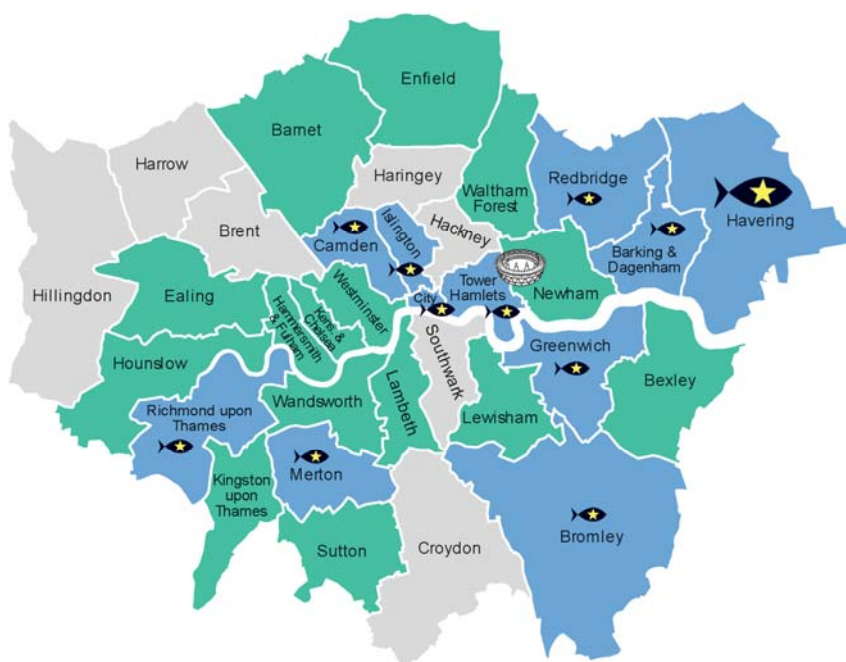 Enfield
Barnet
Harrow
Haringey
Waltham
Forest
Redbridge
Havering
Brent
Camden
Islington
Hackney
Barking &
Dagenham
Hillingdon
Ealing
Hammersmith
& Fulham
Kens. &
Chelsea
Westminster
City
Tower
Hamlets
Newham
Hounslow
Southwark
Greenwich
Bexley
Richmond upon
Thames
Wandsworth
Lambeth
Lewisham
Kingston
upon
Thames
Merton
Sutton
Croydon
Bromley